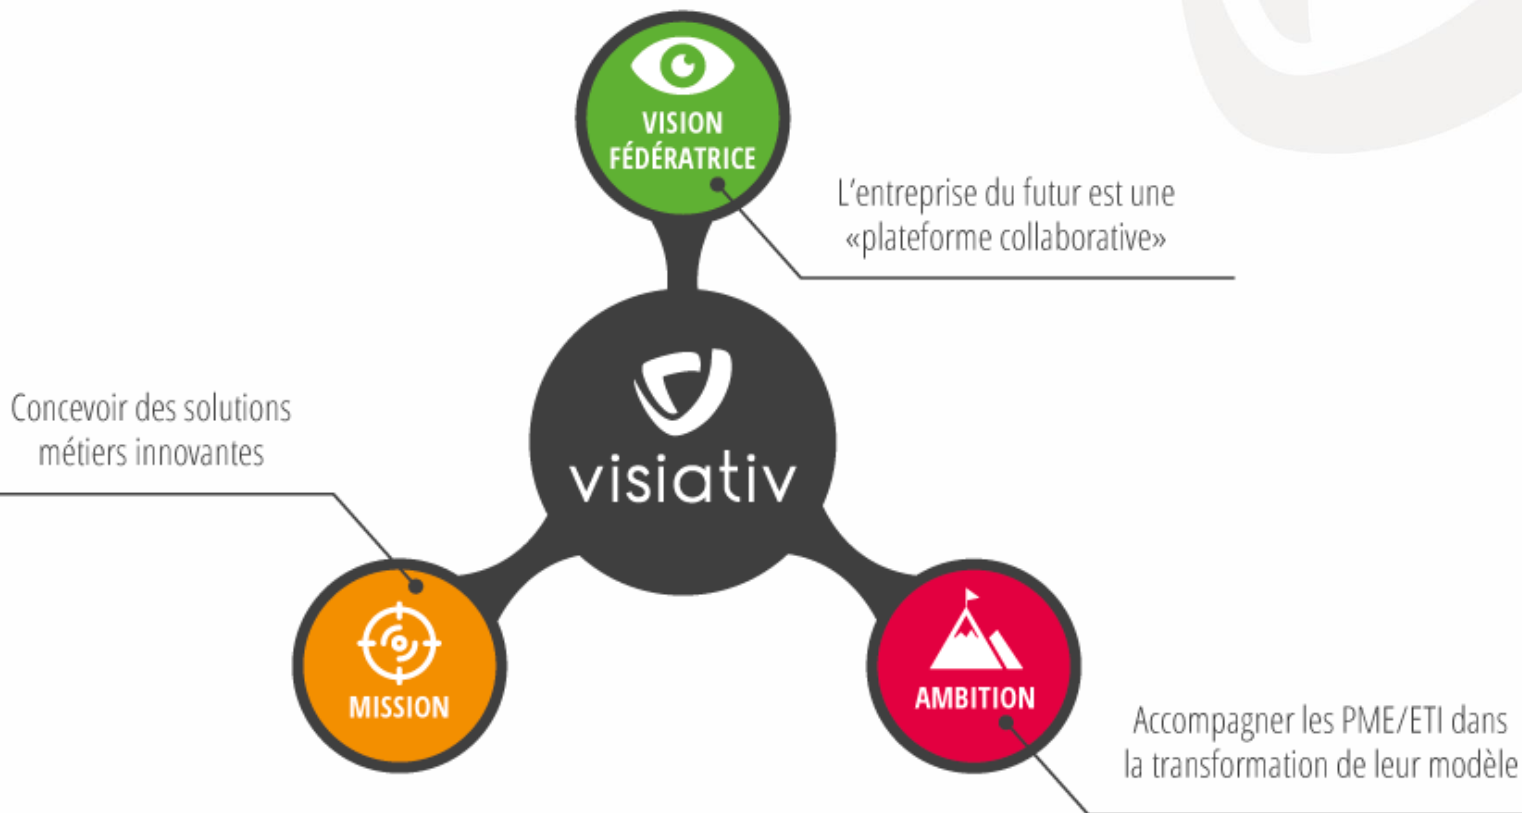 VISION
FÉDÉRATRICE
L’entreprise du futur est une
«plateforme collaborative»
visiativ
Concevoir des solutions
métiers innovantes
MISSION
AMBITION
Accompagner les PME/ETI dans
la transformation de leur modèle